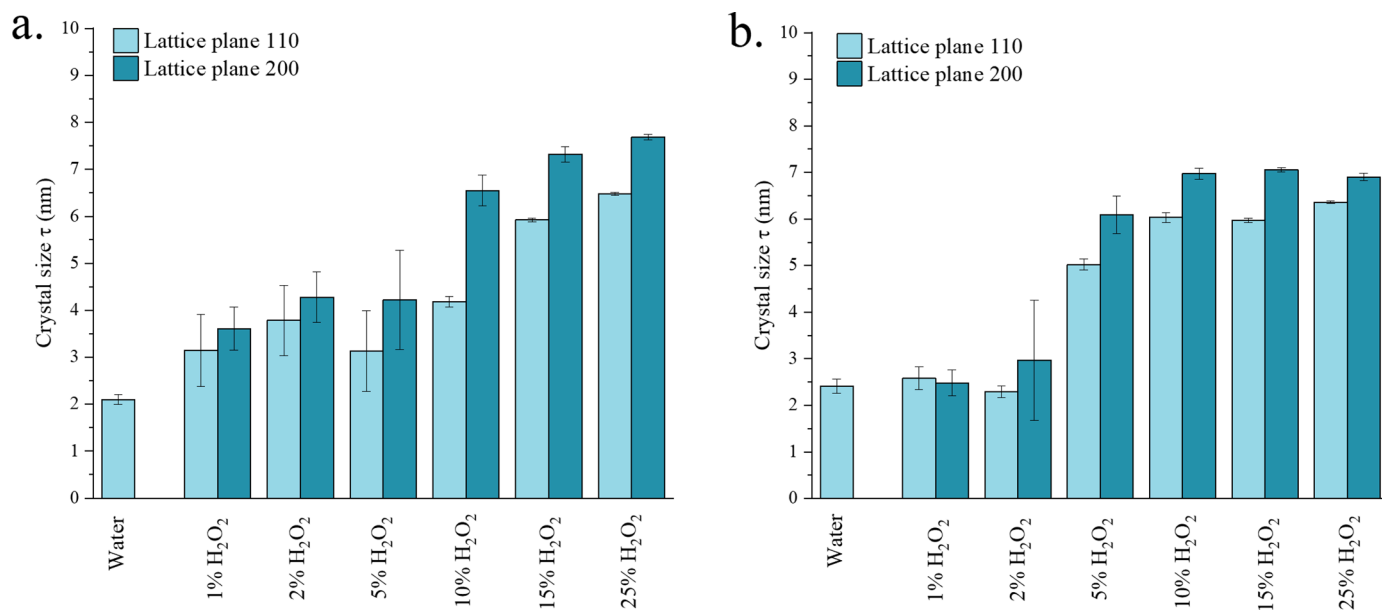 a.
Lattice plane 110
Lattice plane 200
10
9
8
7
6
5
4
3
2
1
0
Crystal size τ (nm)
Water
1% H₂O₂
2% H₂O₂
5% H₂O₂
10% H₂O₂
15% H₂O₂
25% H₂O₂
b.
Lattice plane 110
Lattice plane 200
10
9
8
7
6
5
4
3
2
1
0
Crystal size τ (nm)
Water
1% H₂O₂
2% H₂O₂
5% H₂O₂
10% H₂O₂
15% H₂O₂
25% H₂O₂